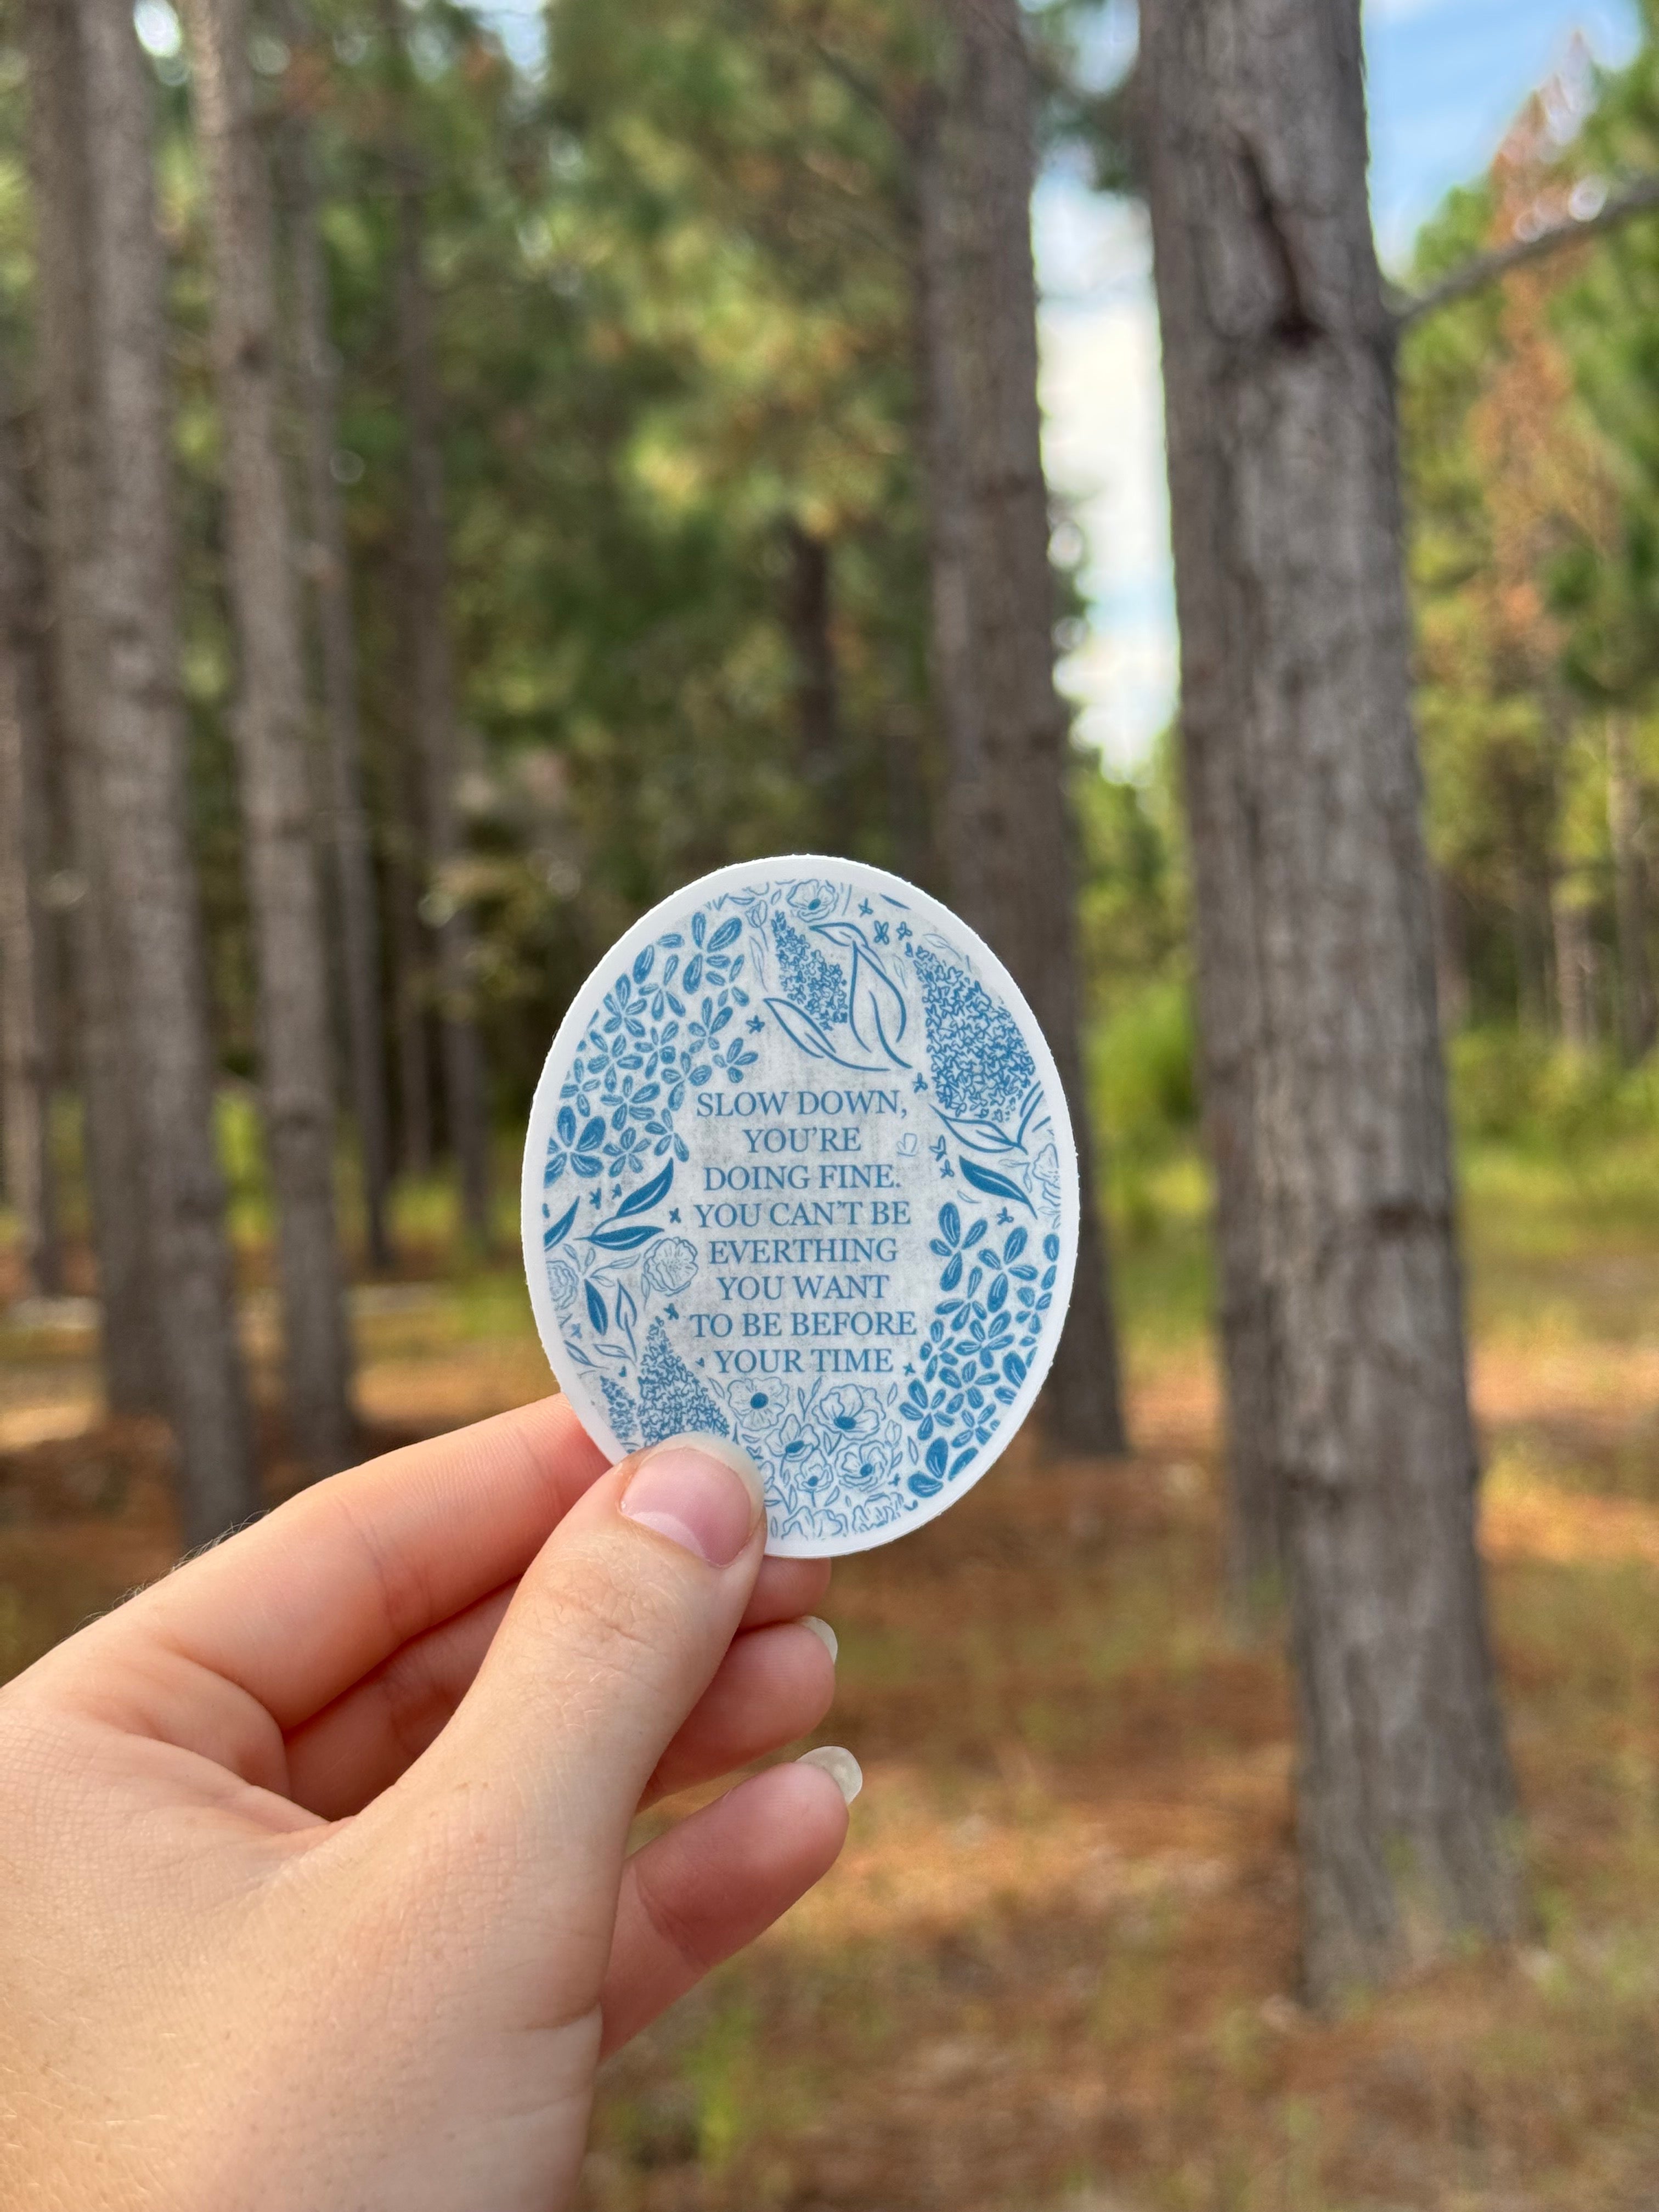 SLOW DOWN,
YOU'RE
DOING FINE.
YOU CAN'T BE
EVERTHING
YOU WANT
TO BE BEFORE
YOUR TIME